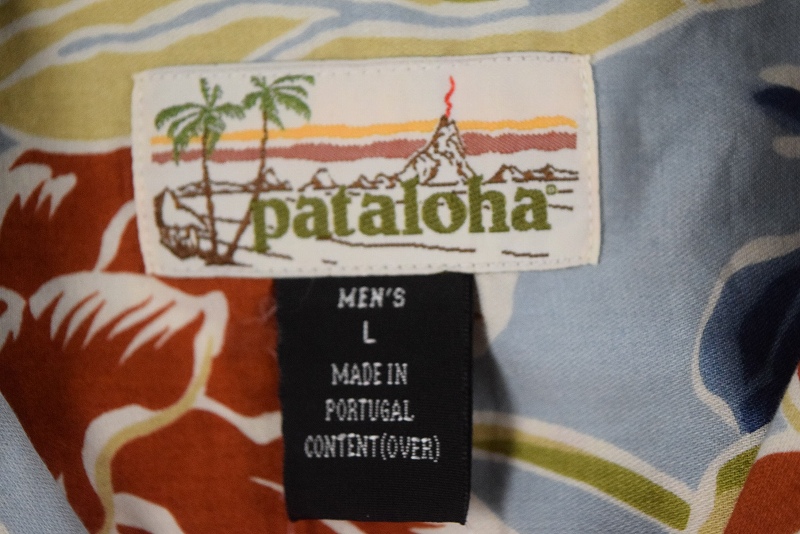 pataloha®
MEN'S
L
MADE IN
PORTUGAL
CONTENT(OVER)